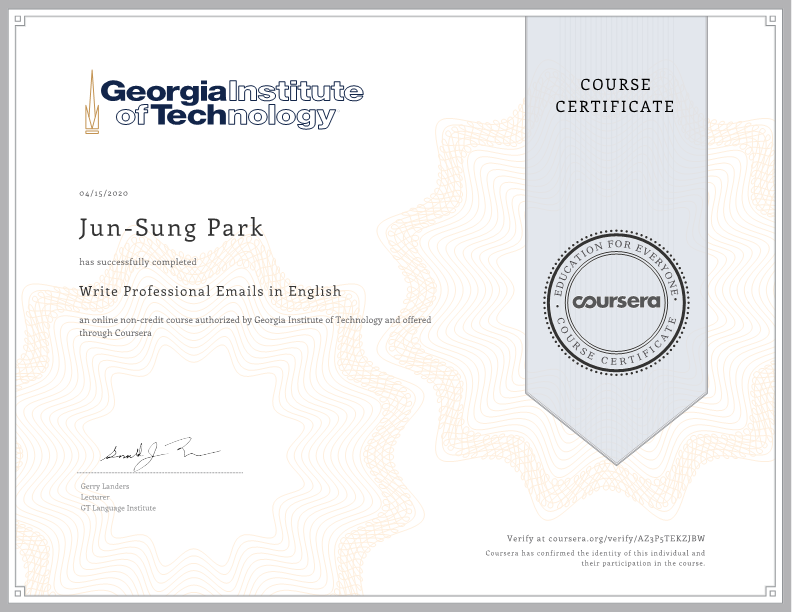 Georgia Institute
of Technology
COURSE
CERTIFICATE
04/15/2020
Jun-Sung Park
has successfully completed
Write Professional Emails in English
an online non-credit course authorized by Georgia Institute of Technology and offered
through Coursera
EDUCATION FOR EVERYONE
coursera
COURSE CERTIFICATE
Gerry Landers
Lecturer
GT Language Institute
Verify at coursera.org/verify/AZ3P5TEKZJBW
Coursera has confirmed the identity of this individual and
their participation in the course.